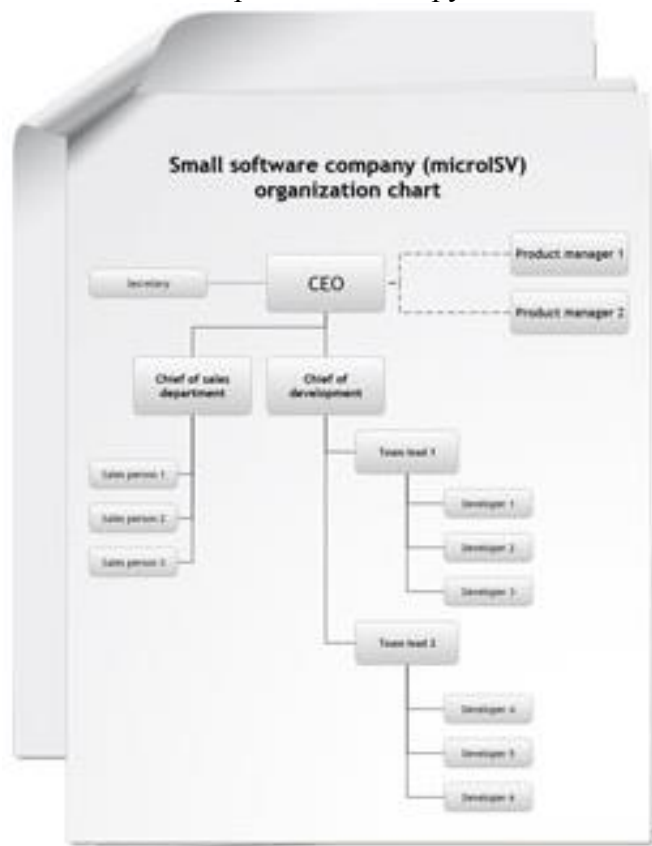 Small software company (microISV)
organization chart
Product manager 1
Secretary
CEO
Product manager 2
Chief of sales
department
Chief of
development
Team lead 1
Sales person 1
Developer 1
Sales person 2
Developer 2
Sales person 3
Developer 3
Team lead 2
Developer 4
Developer 5
Developer 6